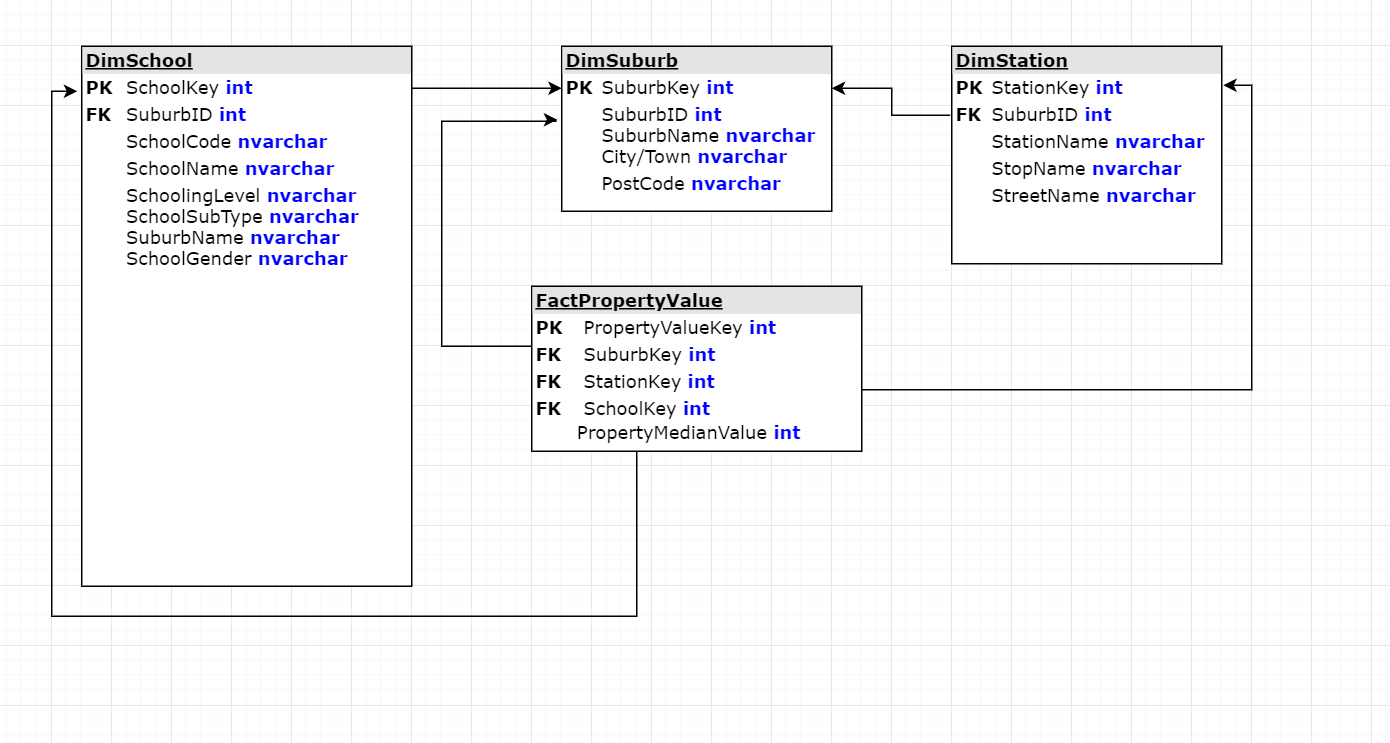 DimSchool
PK SchoolKey int
FK SuburbID int
SchoolCode nvarchar
SchoolName nvarchar
SchoolingLevel nvarchar
SchoolSubType nvarchar
SuburbName nvarchar
SchoolGender nvarchar
DimSuburb
PK SuburbKey int
SuburbID int
SuburbName nvarchar
City/Town nvarchar
PostCode nvarchar
DimStation
PK StationKey int
FK SuburbID int
StationName nvarchar
StopName nvarchar
StreetName nvarchar
FactPropertyValue
PK PropertyValueKey int
FK SuburbKey int
FK StationKey int
FK SchoolKey int
PropertyMedianValue int